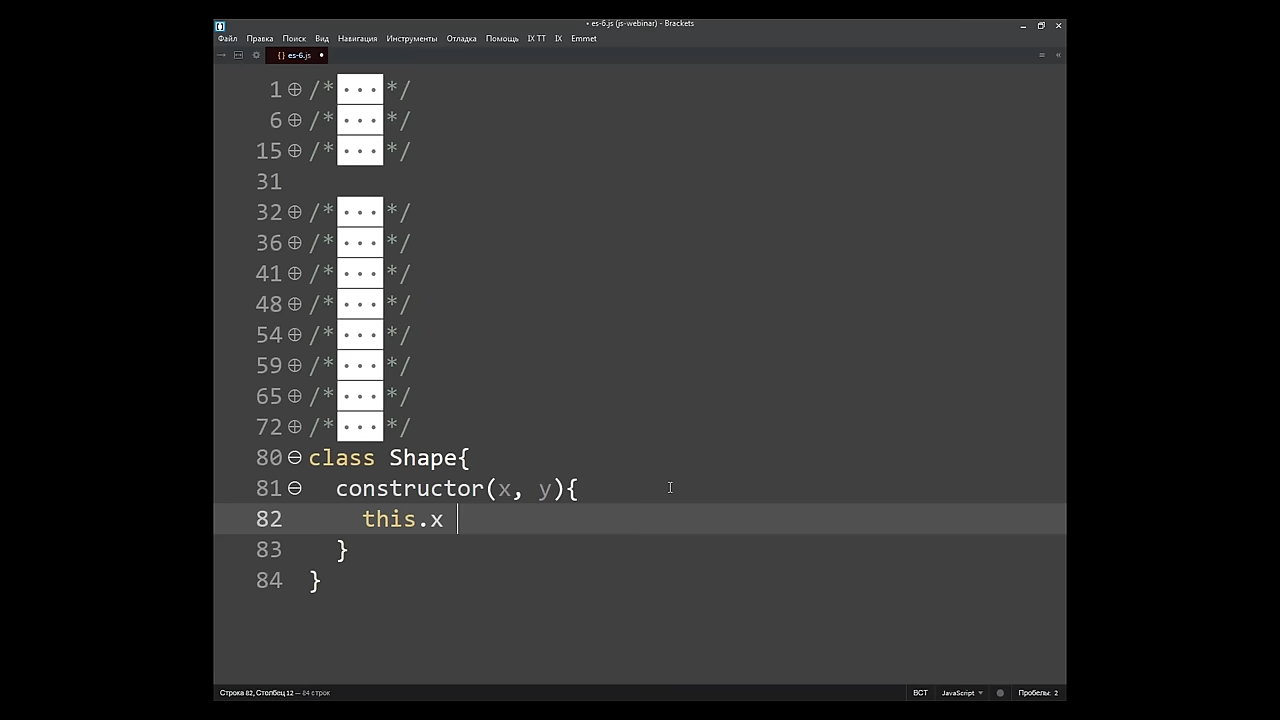 • es-6.js (js-webinar) - Brackets
Файл Правка Поиск Вид Навигация Инструменты Отладка Помощь IX TT IX Emmet
{} es-6.js •
1 /* ... */
6 /* ... */
15 /* ... */
31
32 /* ... */
36 /* ... */
41 /* ... */
48 /* ... */
54 /* ... */
59 /* ... */
65 /* ... */
72 /* ... */
80 class Shape{
81 constructor(x, y){
82 this.x
83 }
84 }
Строка 82, Столбец 12 — 84 строк ВСТ JavaScript Пробелы: 2